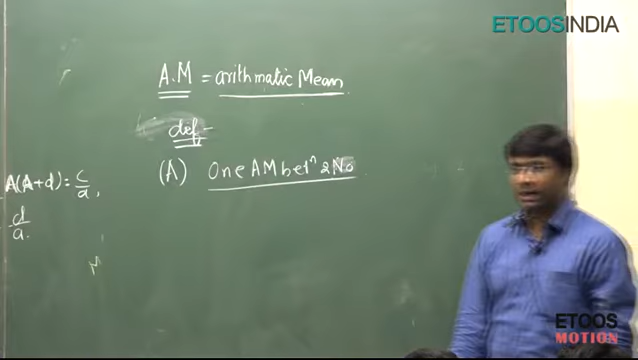 ETOOSINDIA
A.M = arithmatic Mean
def -
(A) One AM betⁿ 2 No
A(A+d) = c/a,
d/a.
ETOOS
MOTION